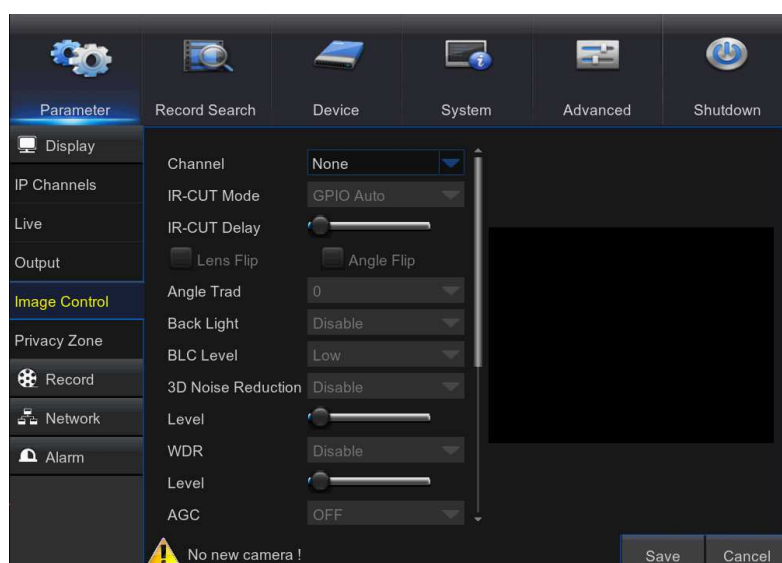 Parameter Record Search Device System Advanced Shutdown
Display
IP Channels
Live
Output
Image Control
Privacy Zone
Record
Network
Alarm
Channel None
IR-CUT Mode GPIO Auto
IR-CUT Delay
Lens Flip Angle Flip
Angle Trad 0
Back Light Disable
BLC Level Low
3D Noise Reduction Disable
Level
WDR Disable
Level
AGC OFF
No new camera !
Save Cancel